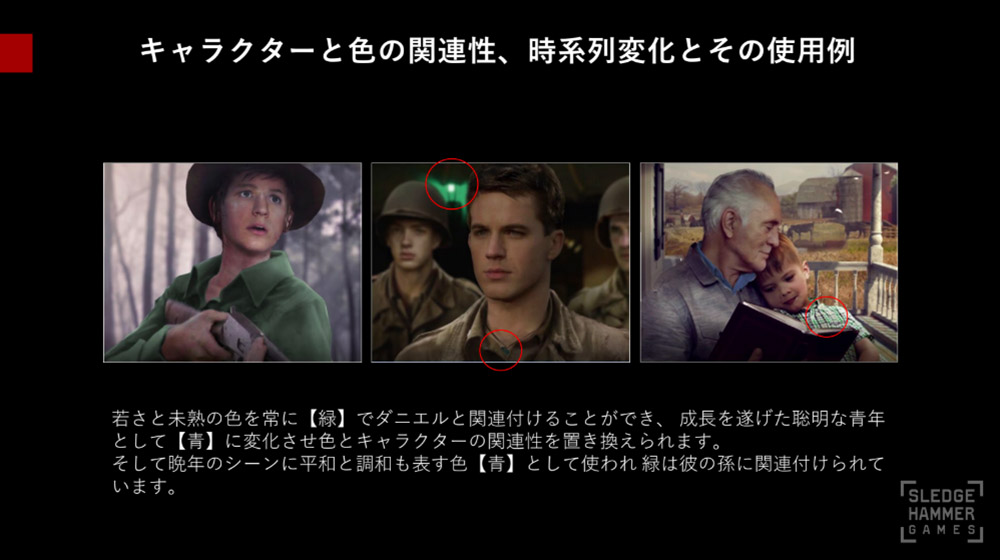 キャラクターと色の関連性、時系列変化とその使用例
若さと未熟の色を常に【緑】でダニエルと関連付けることができ、 成長を遂げた聡明な青年
として【青】に変化させ色とキャラクターの関連性を置き換えられます。
そして晩年のシーンに平和と調和も表す色【青】として使われ 緑は彼の孫に関連付けられて
います。
SLEDGE
HAMMER
GAMES